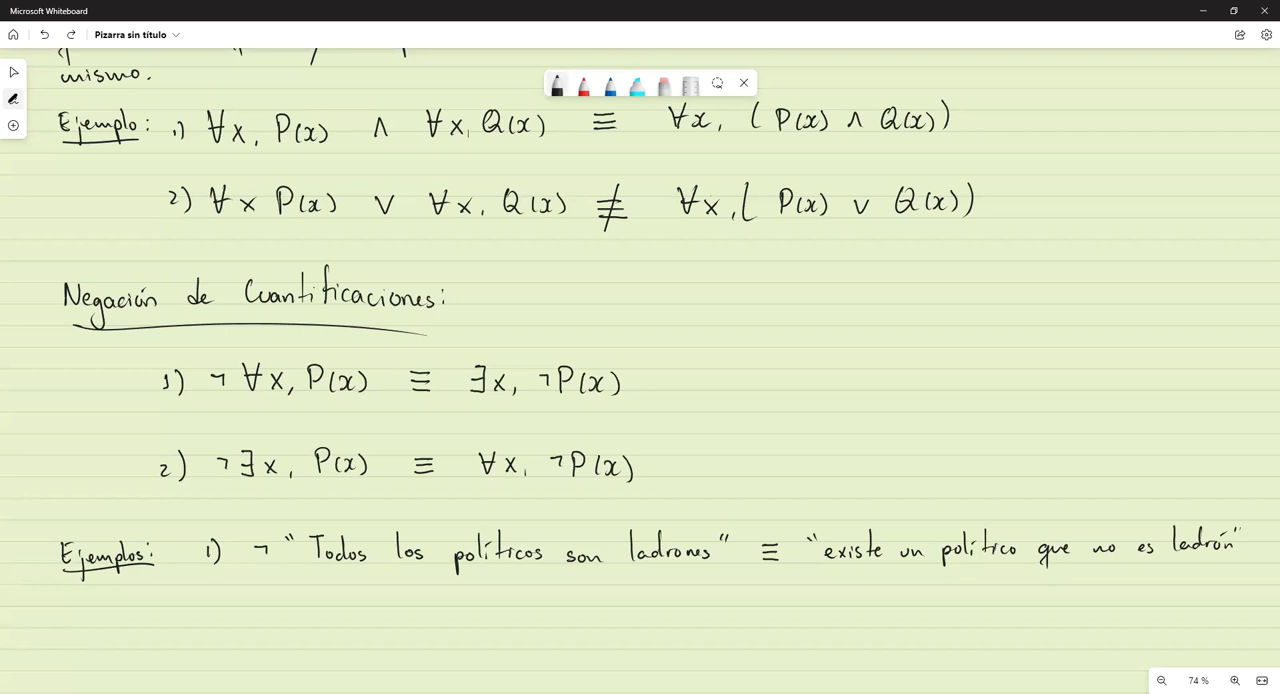 Microsoft Whiteboard
Pizarra sin título
mismo.
Ejemplo: 1) ∀x, P(x) ∧ ∀x, Q(x) ≡ ∀x, (P(x) ∧ Q(x))
2) ∀x P(x) ∨ ∀x, Q(x) ≢ ∀x, (P(x) ∨ Q(x))
Negación de Cuantificaciones:
1) ¬∀x, P(x) ≡ ∃x, ¬P(x)
2) ¬∃x, P(x) ≡ ∀x, ¬P(x)
Ejemplos: 1) ¬ "Todos los políticos son ladrones" ≡ "existe un político que no es ladrón"
74 %